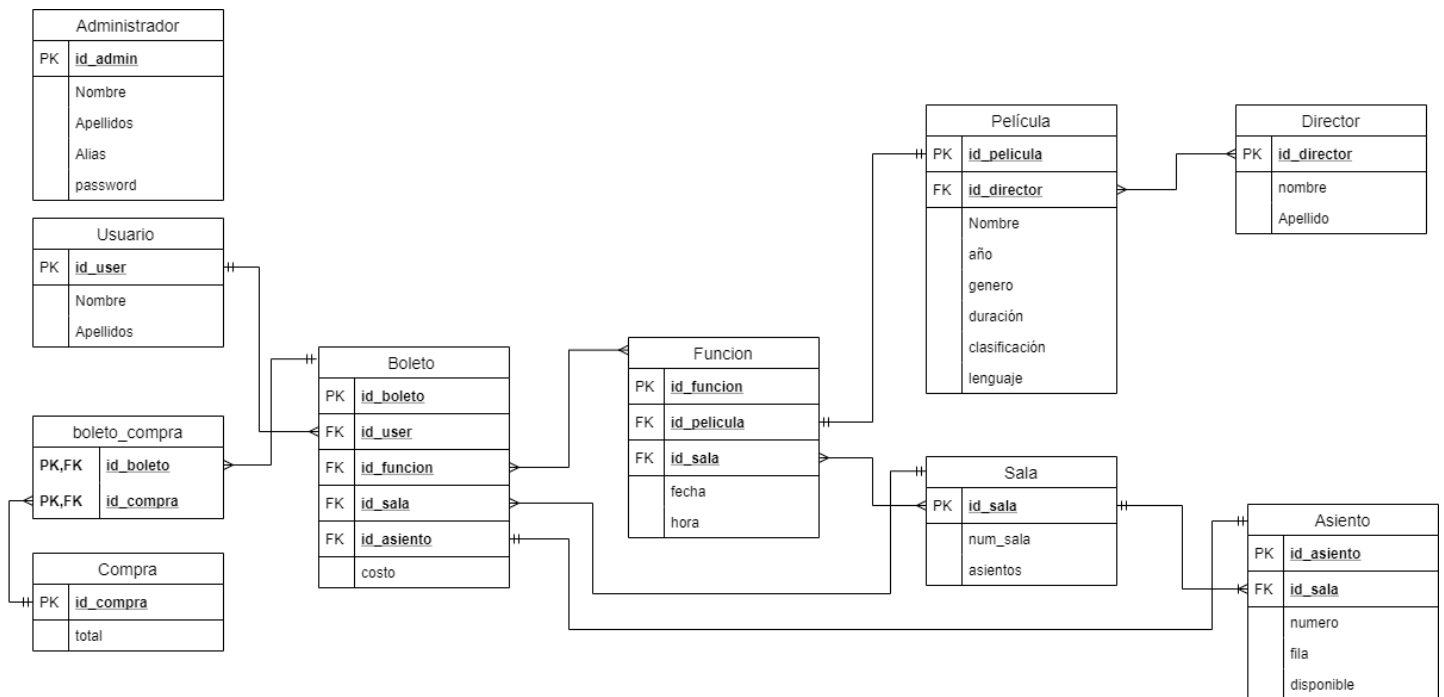 Administrador
PK id_admin
Nombre
Apellidos
Alias
password
Usuario
PK id_user
Nombre
Apellidos
boleto_compra
PK,FK id_boleto
PK,FK id_compra
Compra
PK id_compra
total
Boleto
PK id_boleto
FK id_user
FK id_funcion
FK id_sala
FK id_asiento
costo
Funcion
PK id_funcion
FK id_pelicula
FK id_sala
fecha
hora
Película
PK id_pelicula
FK id_director
Nombre
año
genero
duración
clasificación
lenguaje
Director
PK id_director
nombre
Apellido
Sala
PK id_sala
num_sala
asientos
Asiento
PK id_asiento
FK id_sala
numero
fila
disponible